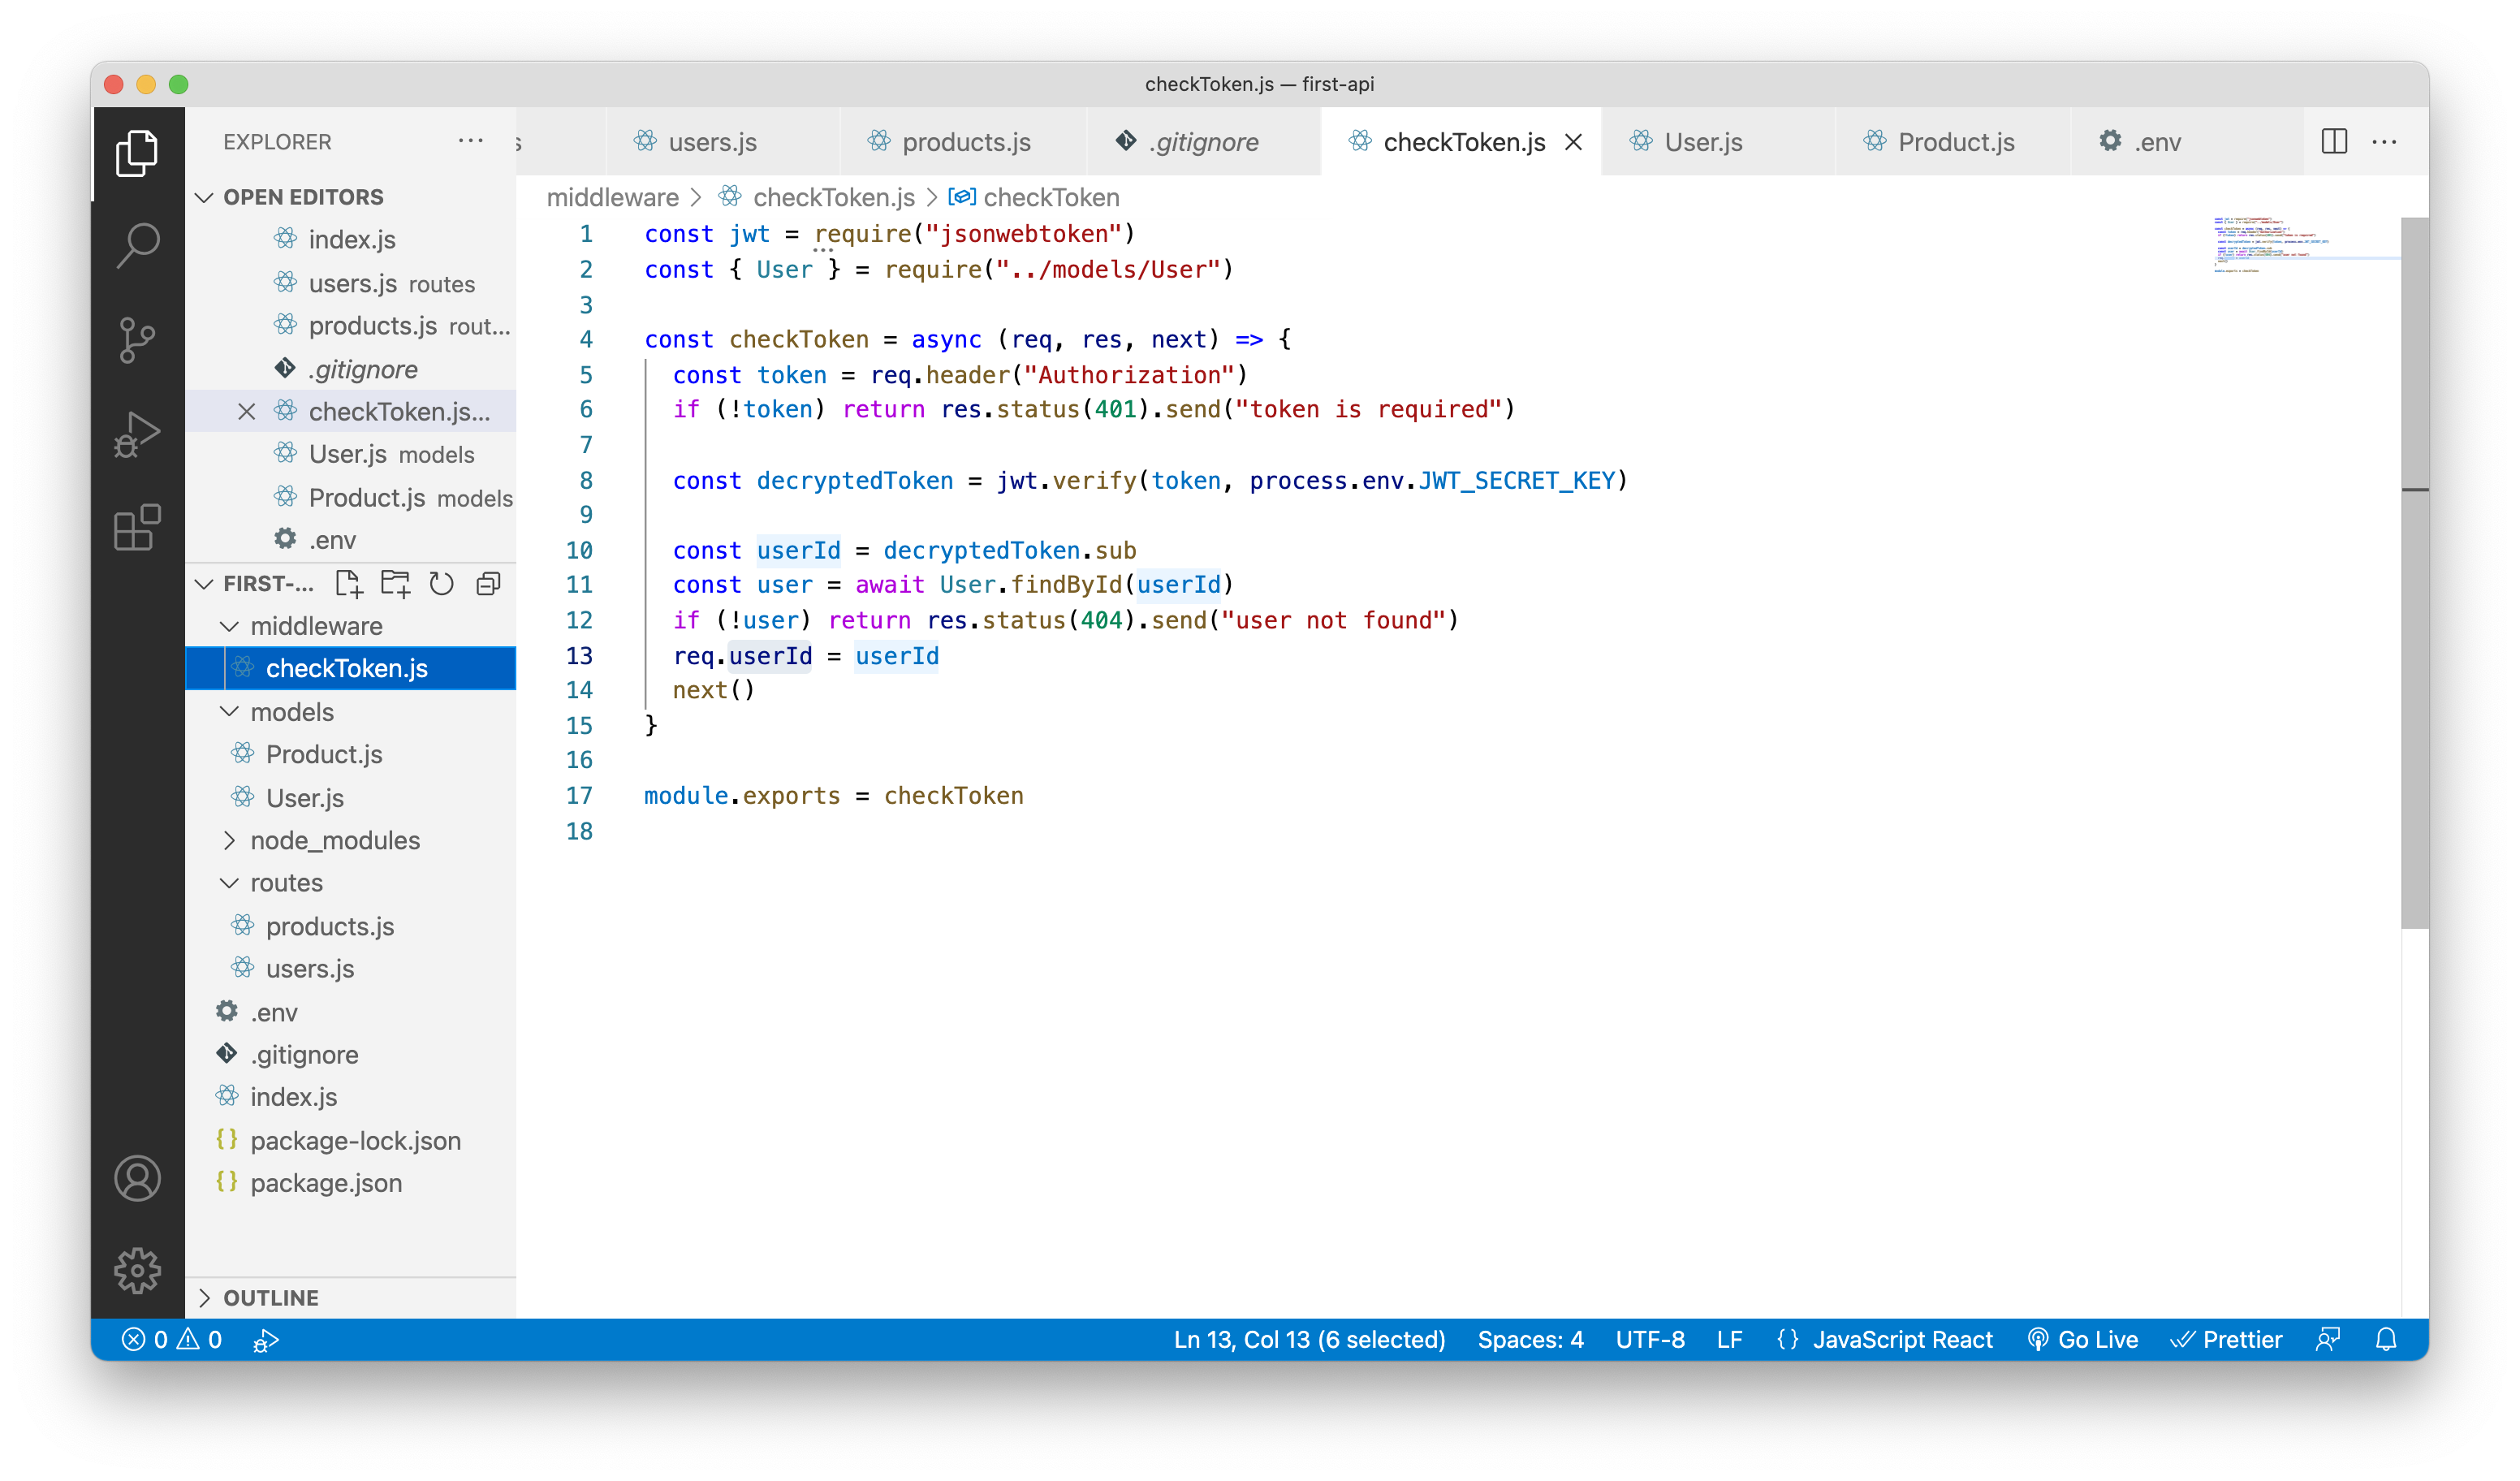 checkToken.js — first-api
EXPLORER
OPEN EDITORS
index.js
users.js routes
products.js rout...
.gitignore
checkToken.js...
User.js models
Product.js models
.env
FIRST-...
middleware
checkToken.js
models
Product.js
User.js
node_modules
routes
products.js
users.js
.env
.gitignore
index.js
package-lock.json
package.json
OUTLINE
s users.js products.js .gitignore checkToken.js User.js Product.js .env
middleware > checkToken.js > checkToken
1 const jwt = require("jsonwebtoken")
2 const { User } = require("../models/User")
3
4 const checkToken = async (req, res, next) => {
5 const token = req.header("Authorization")
6 if (!token) return res.status(401).send("token is required")
7
8 const decryptedToken = jwt.verify(token, process.env.JWT_SECRET_KEY)
9
10 const userId = decryptedToken.sub
11 const user = await User.findById(userId)
12 if (!user) return res.status(404).send("user not found")
13 req.userId = userId
14 next()
15 }
16
17 module.exports = checkToken
18
0 0 Ln 13, Col 13 (6 selected) Spaces: 4 UTF-8 LF {} JavaScript React Go Live Prettier